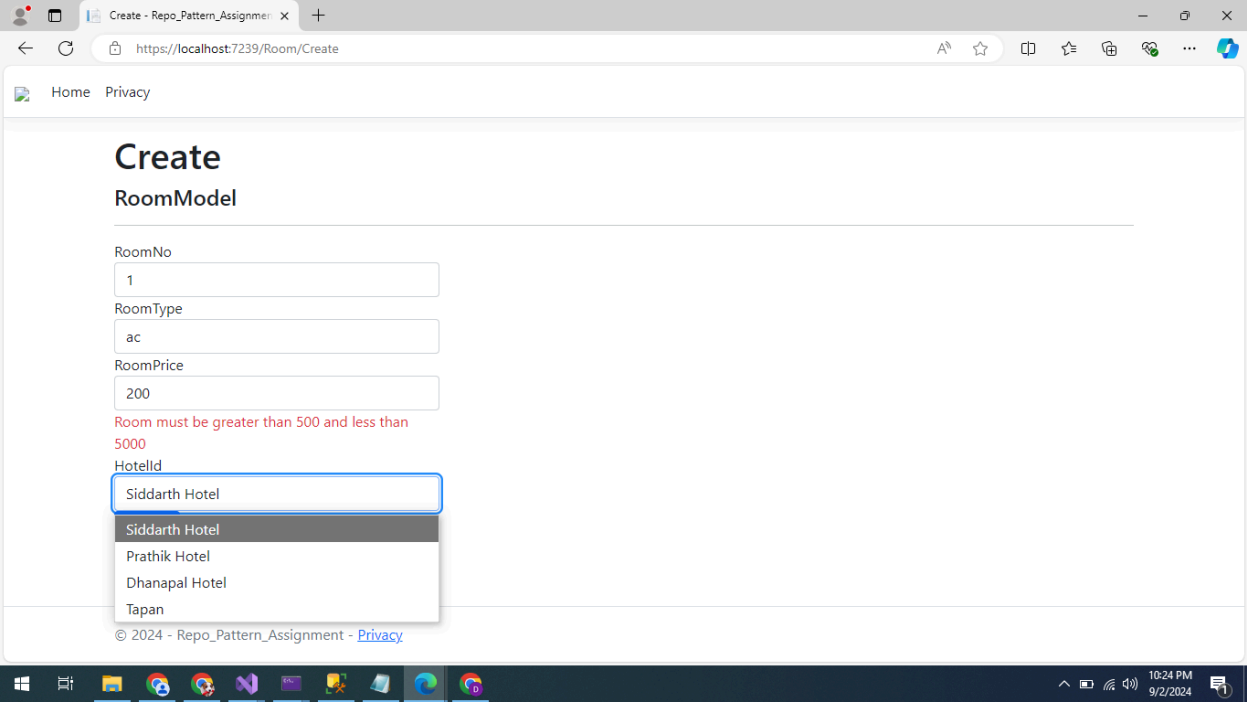 Create - Repo_Pattern_Assignmen
https://localhost:7239/Room/Create
Home Privacy
Create
RoomModel
RoomNo
1
RoomType
ac
RoomPrice
200
Room must be greater than 500 and less than
5000
HotelId
Siddarth Hotel
Siddarth Hotel
Prathik Hotel
Dhanapal Hotel
Tapan
© 2024 - Repo_Pattern_Assignment - Privacy
10:24 PM
9/2/2024
1